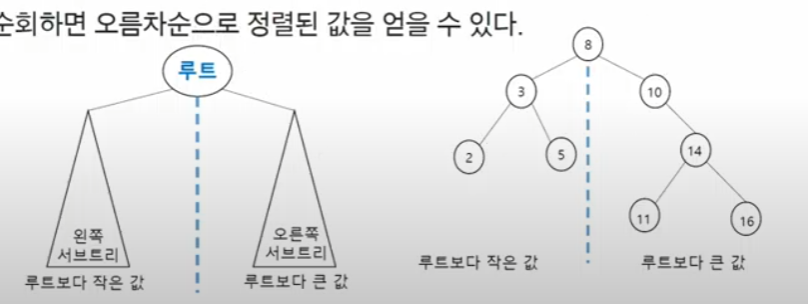 순회하면 오름차순으로 정렬된 값을 얻을 수 있다.
루트
왼쪽
서브트리
루트보다 작은 값
오른쪽
서브트리
루트보다 큰 값
8
3
10
2
5
14
11
16
루트보다 작은 값
루트보다 큰 값